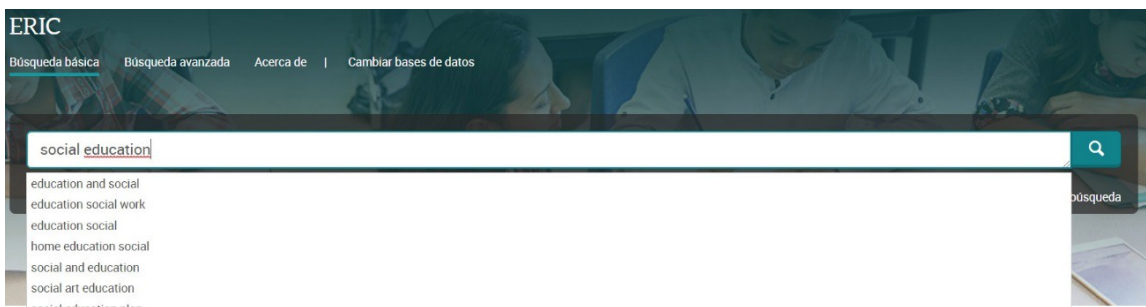 ERIC
Búsqueda básica Búsqueda avanzada Acerca de | Cambiar bases de datos
social education
education and social
búsqueda
education social work
education social
home education social
social and education
social art education